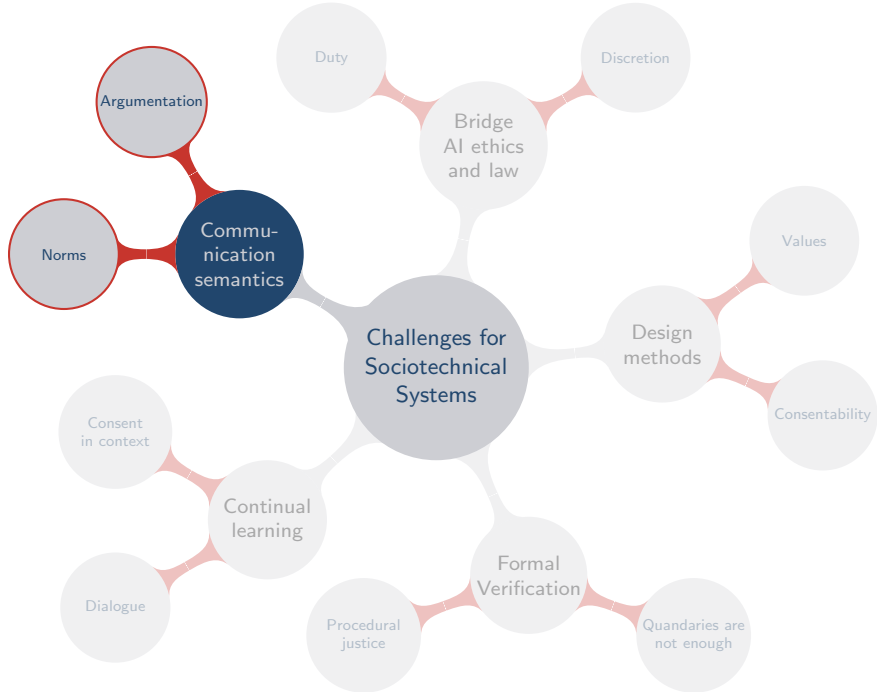 Duty
Discretion
Argumentation
Bridge
AI ethics
and law
Commu-
nication
semantics
Norms
Values
Challenges for
Sociotechnical
Systems
Design
methods
Consentability
Consent
in context
Continual
learning
Dialogue
Formal
Verification
Procedural
justice
Quandaries are
not enough